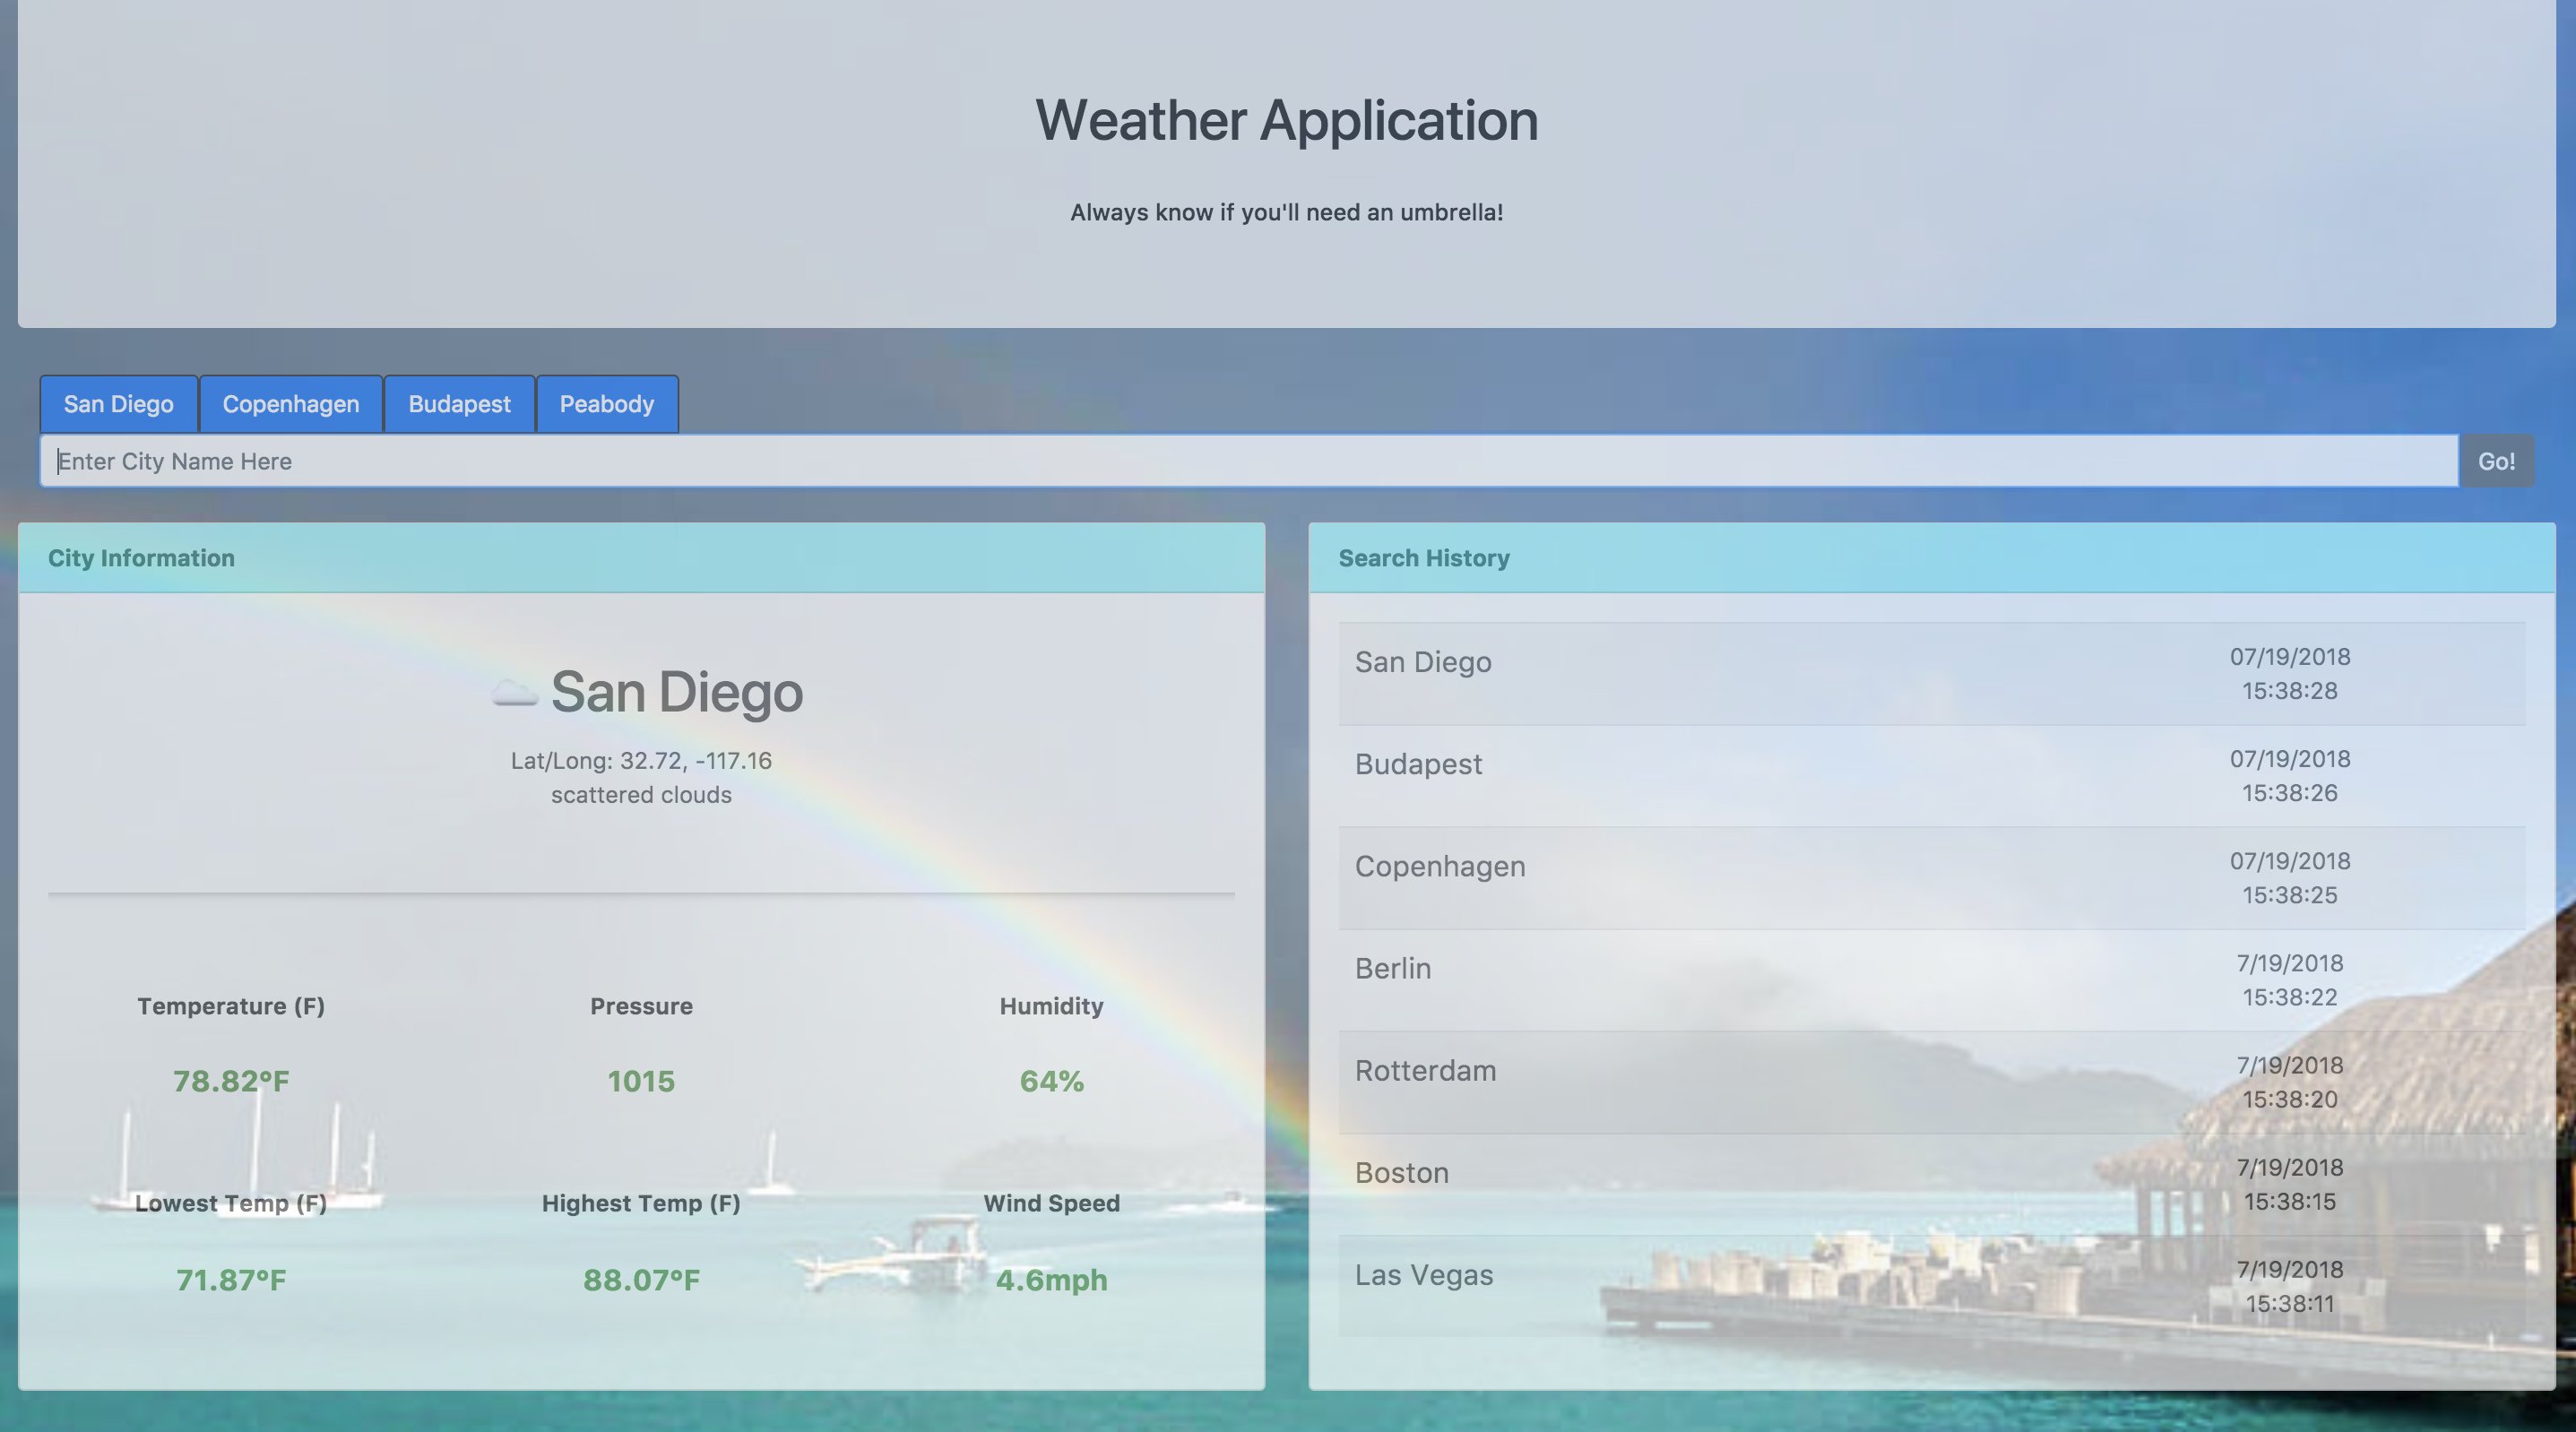 Weather Application
Always know if you'll need an umbrella!
San Diego Copenhagen Budapest Peabody
Enter City Name Here Go!
City Information
San Diego
Lat/Long: 32.72, -117.16
scattered clouds
Temperature (F) Pressure Humidity
78.82°F 1015 64%
Lowest Temp (F) Highest Temp (F) Wind Speed
71.87°F 88.07°F 4.6mph
Search History
San Diego 07/19/2018
15:38:28
Budapest 07/19/2018
15:38:26
Copenhagen 07/19/2018
15:38:25
Berlin 7/19/2018
15:38:22
Rotterdam 7/19/2018
15:38:20
Boston 7/19/2018
15:38:15
Las Vegas 7/19/2018
15:38:11